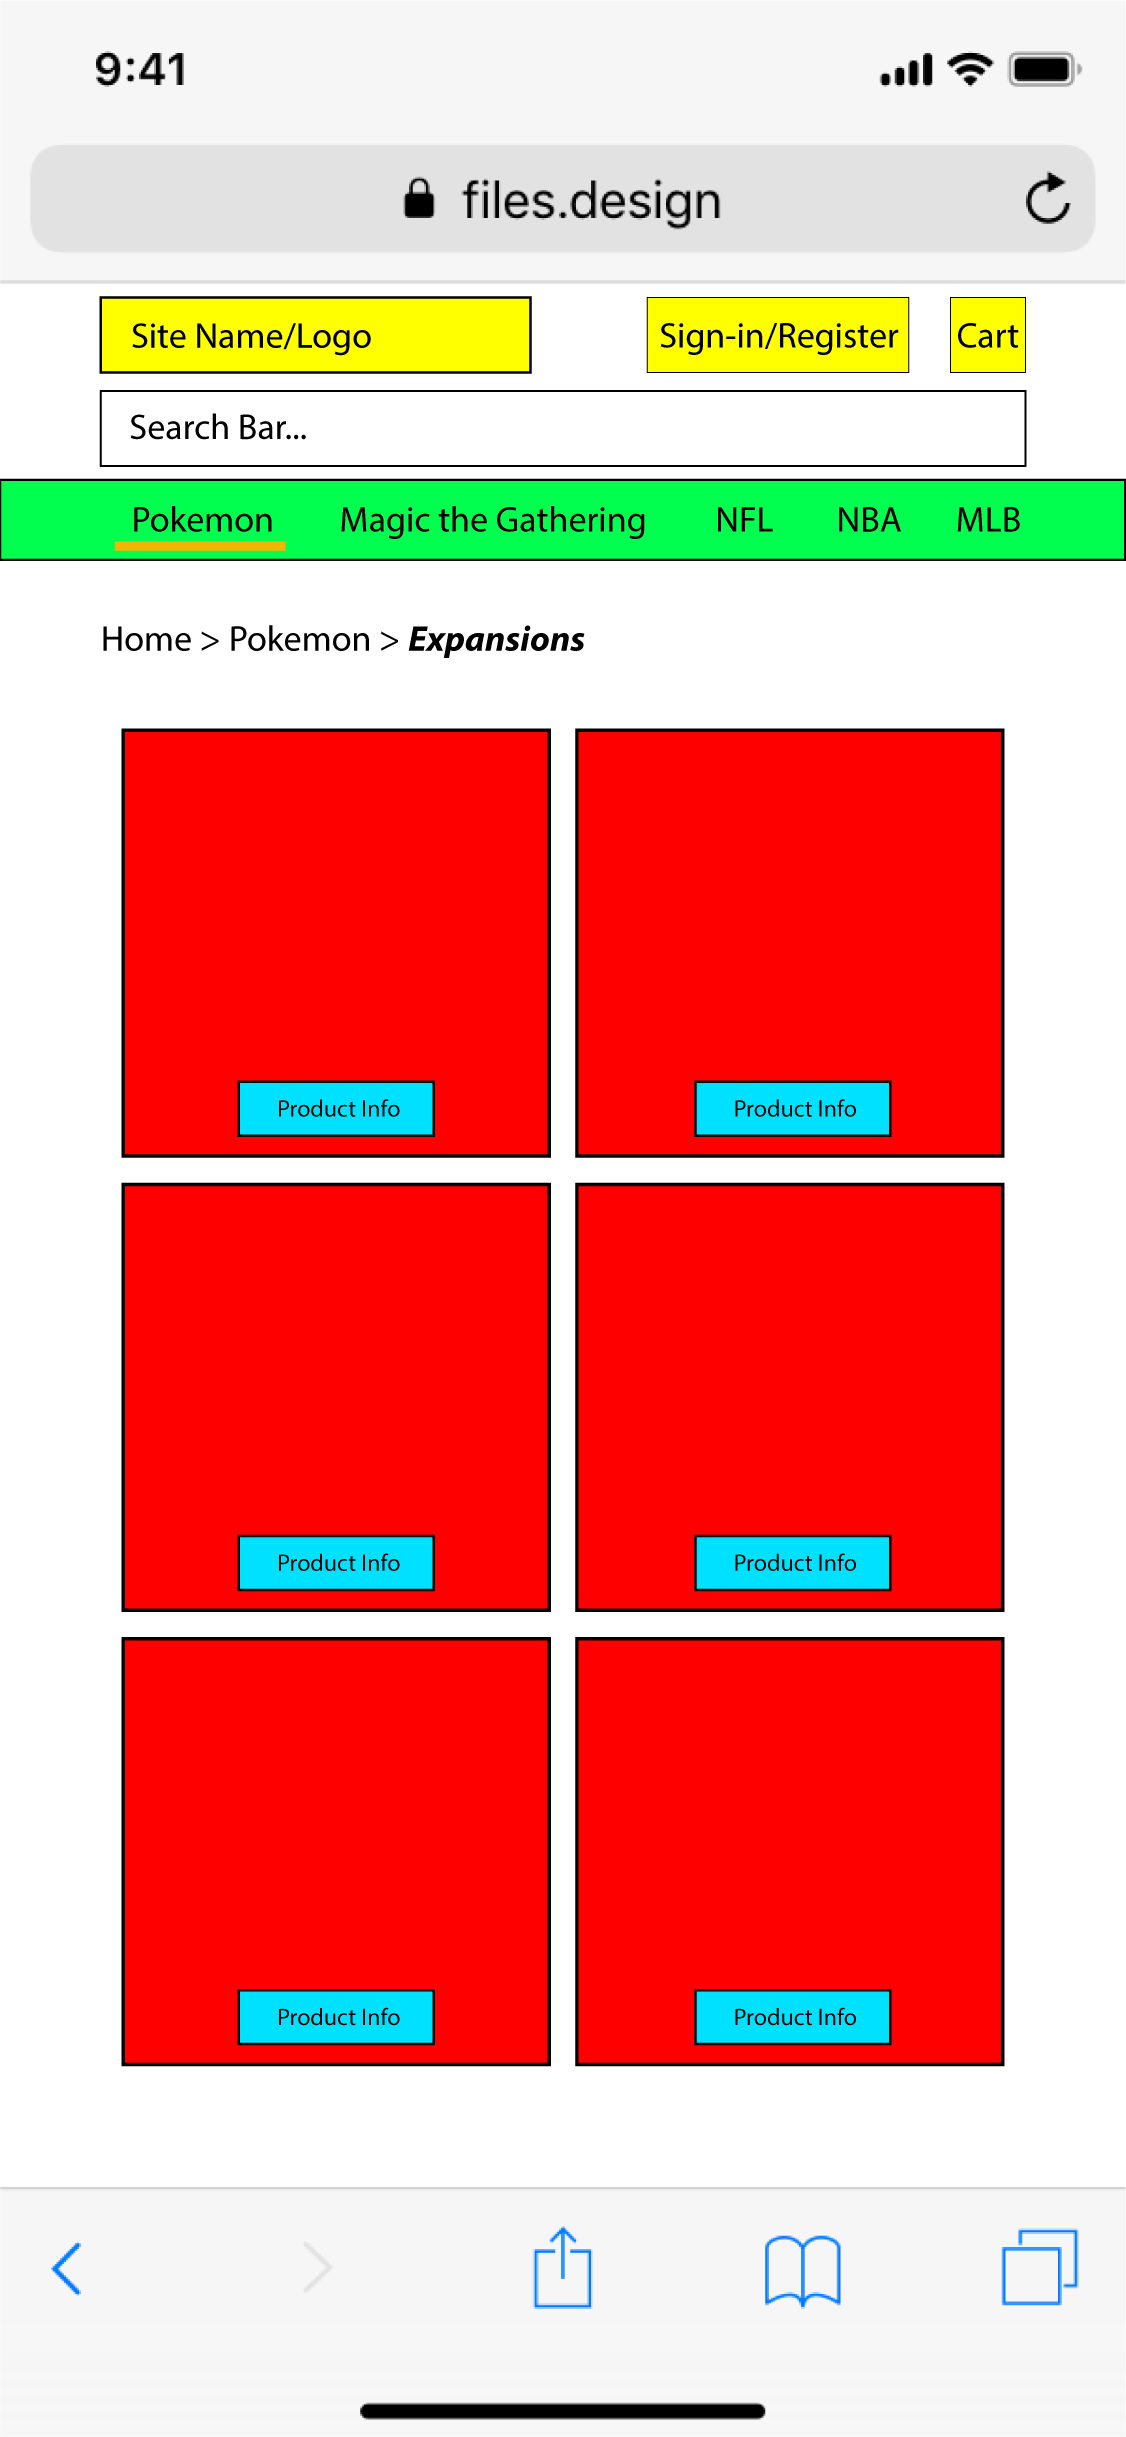 9:41
files.design
Site Name/Logo Sign-in/Register Cart
Search Bar...
Pokemon Magic the Gathering NFL NBA MLB
Home > Pokemon > Expansions
Product Info Product Info
Product Info Product Info
Product Info Product Info